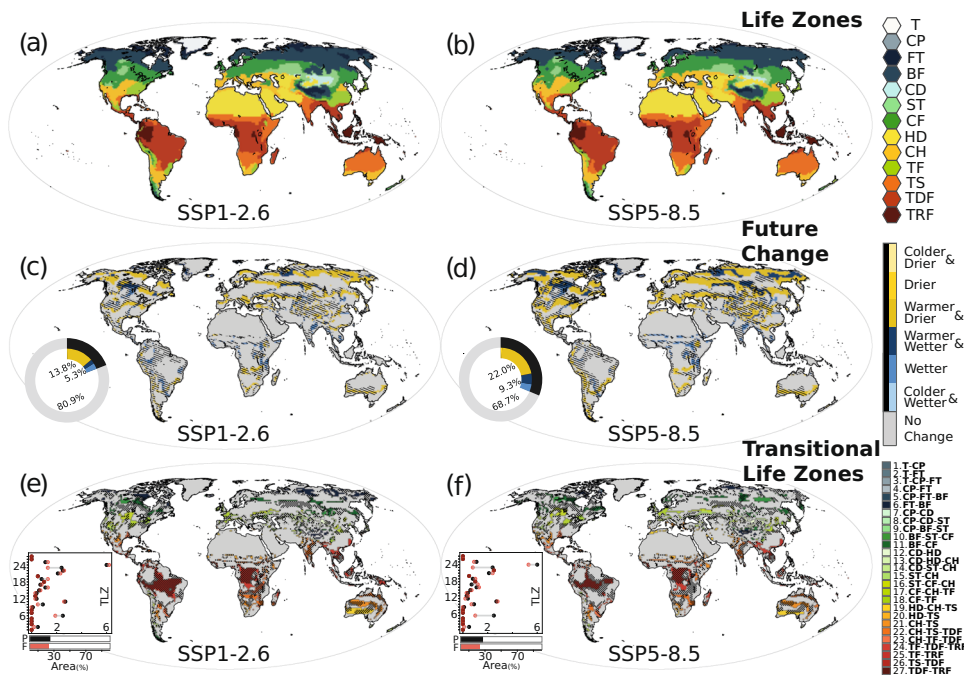 Life Zones
(a)
(b)
SSP1-2.6
SSP5-8.5
T
CP
FT
BF
CD
ST
CF
HD
CH
TF
TS
TDF
TRF
Future
Change
(c)
(d)
13.8%
5.3%
80.9%
22.0%
9.3%
68.7%
SSP1-2.6
SSP5-8.5
Colder &
Drier
Drier
Warmer &
Drier
Warmer &
Wetter
Wetter
Colder &
Wetter
No
Change
Transitional
Life Zones
(e)
(f)
24
18
12
6
2
6
TLZ
P
F
30
70
Area(%)
24
18
12
6
2
6
TLZ
P
F
30
70
Area(%)
SSP1-2.6
SSP5-8.5
1.T-CP
2.T-FT
3.T-CP-FT
4.CP-FT
5.CP-FT-BF
6.FT-BF
7.CP-CD
8.CP-CD-ST
9.CP-BF-ST
10.BF-ST-CF
11.BF-CF
12.CD-HD
13.CD-HD-CH
14.CD-ST-CH
15.ST-CH
16.ST-CH-CF
17.CF-CH-TF
18.CF-TF
19.HD-CH-TS
20.HD-TS
21.CH-TS
22.CH-TS-TDF
23.CH-TF-TDF
24.TF-TDF-TRF
25.TF-TRF
26.TS-TDF
27.TDF-TRF